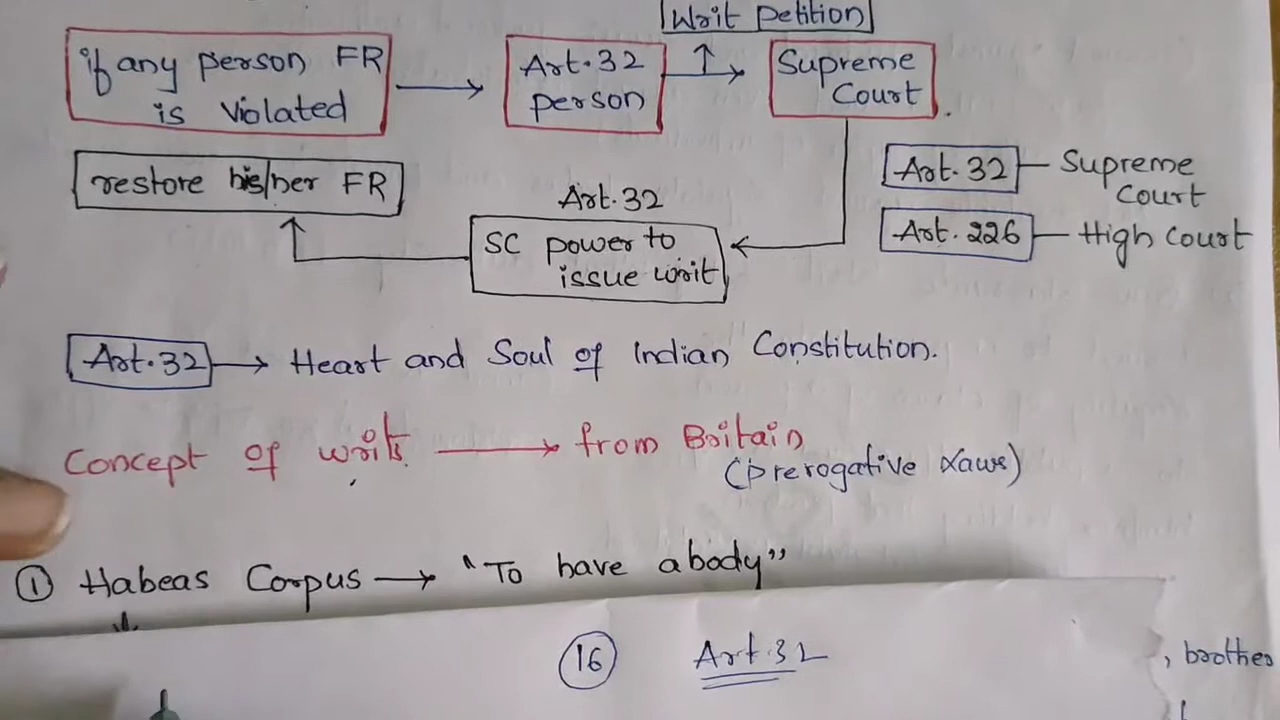 Writ Petition
if any person FR
is violated
Art.32
person
Supreme
Court
restore his/her FR
Art.32
SC power to
issue writ
Art.32 — Supreme
Court
Art.226 — High Court
Art.32 → Heart and Soul of Indian Constitution.
Concept of writs → from Britain
(prerogative Laws)
① Habeas Corpus → "To have a body"
16 Art.32
, brother